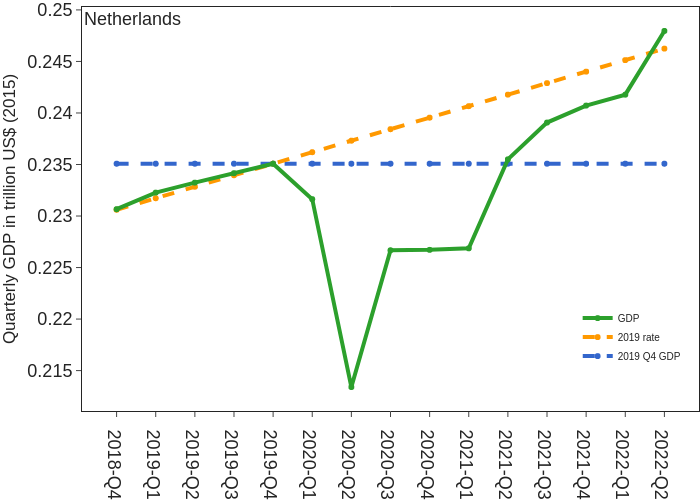 Netherlands
Quarterly GDP in trillion US$ (2015)
0.25
0.245
0.24
0.235
0.23
0.225
0.22
0.215
GDP
2019 rate
2019 Q4 GDP
2018-Q4
2019-Q1
2019-Q2
2019-Q3
2019-Q4
2020-Q1
2020-Q2
2020-Q3
2020-Q4
2021-Q1
2021-Q2
2021-Q3
2021-Q4
2022-Q1
2022-Q2